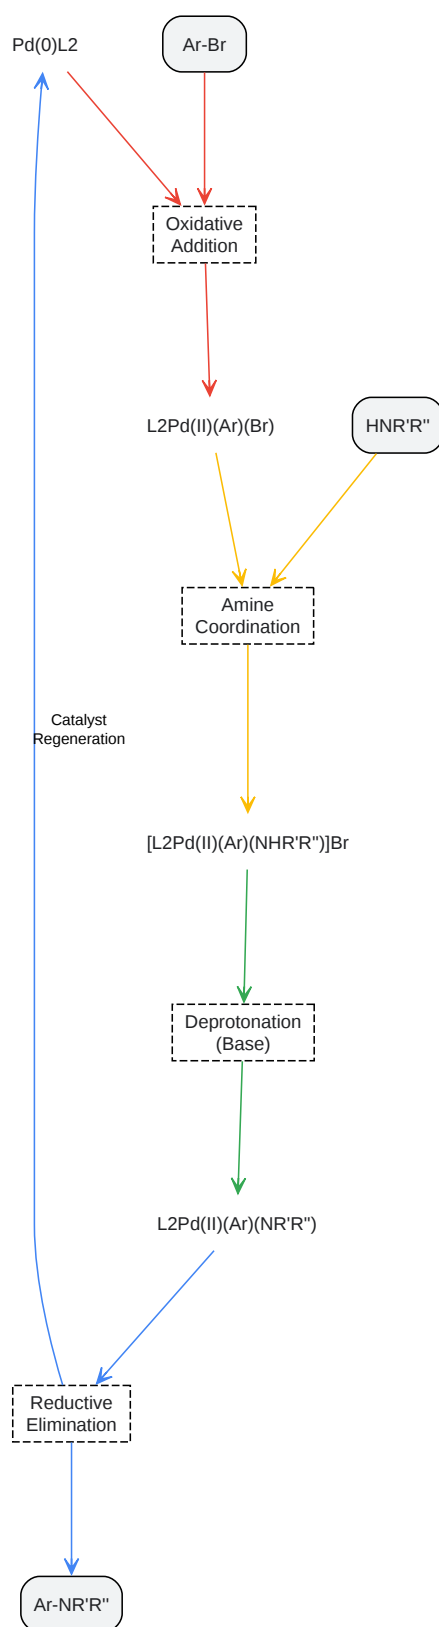 Pd(0)L2
Ar-Br
Oxidative
Addition
L2Pd(II)(Ar)(Br)
HNR'R"
Amine
Coordination
Catalyst
Regeneration
[L2Pd(II)(Ar)(NHR'R")]Br
Deprotonation
(Base)
L2Pd(II)(Ar)(NR'R")
Reductive
Elimination
Ar-NR'R"